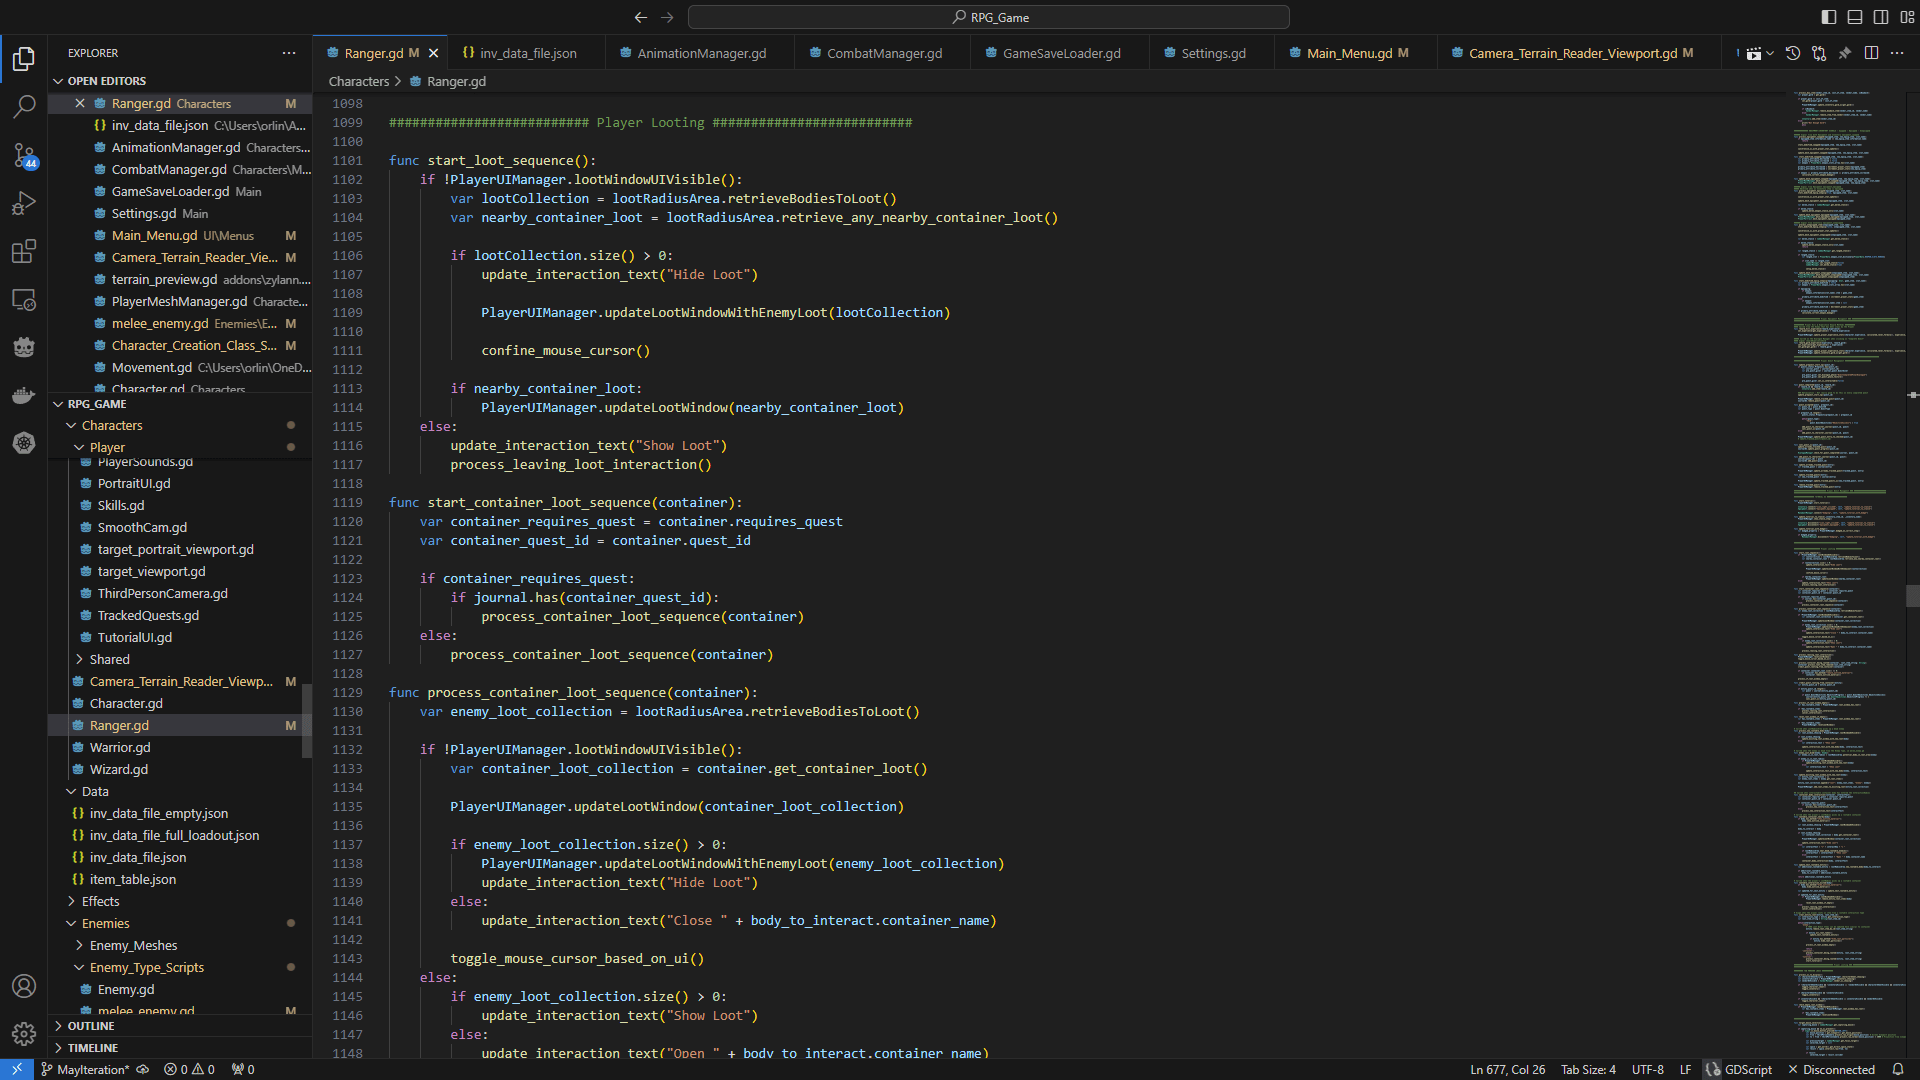 RPG_Game
EXPLORER
Ranger.gd M
inv_data_file.json
AnimationManager.gd
CombatManager.gd
GameSaveLoader.gd
Settings.gd
Main_Menu.gd M
Camera_Terrain_Reader_Viewport.gd M
Characters > Ranger.gd
OPEN EDITORS
Ranger.gd Characters M
inv_data_file.json C:\Users\orlin\A...
AnimationManager.gd Characters...
CombatManager.gd Characters\M...
GameSaveLoader.gd Main
Settings.gd Main
Main_Menu.gd UI\Menus M
Camera_Terrain_Reader_Vie... M
terrain_preview.gd addons\zylann....
PlayerMeshManager.gd Characte...
melee_enemy.gd Enemies\E... M
Character_Creation_Class_S... M
Movement.gd C:\Users\orlin\OneD...
Character.gd Characters
RPG_GAME
Characters
Player
PlayerSounds.gd
PortraitUI.gd
Skills.gd
SmoothCam.gd
target_portrait_viewport.gd
target_viewport.gd
ThirdPersonCamera.gd
TrackedQuests.gd
TutorialUI.gd
Shared
Camera_Terrain_Reader_Viewp... M
Character.gd
Ranger.gd M
Warrior.gd
Wizard.gd
Data
inv_data_file_empty.json
inv_data_file_full_loadout.json
inv_data_file.json
item_table.json
Effects
Enemies
Enemy_Meshes
Enemy_Type_Scripts
Enemy.gd
melee_enemy.gd M
OUTLINE
TIMELINE
1098
1099 ########################## Player Looting ##########################
1100
1101 func start_loot_sequence():
1102 if !PlayerUIManager.lootWindowUIVisible():
1103 var lootCollection = lootRadiusArea.retrieveBodiesToLoot()
1104 var nearby_container_loot = lootRadiusArea.retrieve_any_nearby_container_loot()
1105
1106 if lootCollection.size() > 0:
1107 update_interaction_text("Hide Loot")
1108
1109 PlayerUIManager.updateLootWindowWithEnemyLoot(lootCollection)
1110
1111 confine_mouse_cursor()
1112
1113 if nearby_container_loot:
1114 PlayerUIManager.updateLootWindow(nearby_container_loot)
1115 else:
1116 update_interaction_text("Show Loot")
1117 process_leaving_loot_interaction()
1118
1119 func start_container_loot_sequence(container):
1120 var container_requires_quest = container.requires_quest
1121 var container_quest_id = container.quest_id
1122
1123 if container_requires_quest:
1124 if journal.has(container_quest_id):
1125 process_container_loot_sequence(container)
1126 else:
1127 process_container_loot_sequence(container)
1128
1129 func process_container_loot_sequence(container):
1130 var enemy_loot_collection = lootRadiusArea.retrieveBodiesToLoot()
1131
1132 if !PlayerUIManager.lootWindowUIVisible():
1133 var container_loot_collection = container.get_container_loot()
1134
1135 PlayerUIManager.updateLootWindow(container_loot_collection)
1136
1137 if enemy_loot_collection.size() > 0:
1138 PlayerUIManager.updateLootWindowWithEnemyLoot(enemy_loot_collection)
1139 update_interaction_text("Hide Loot")
1140 else:
1141 update_interaction_text("Close " + body_to_interact.container_name)
1142
1143 toggle_mouse_cursor_based_on_ui()
1144 else:
1145 if enemy_loot_collection.size() > 0:
1146 update_interaction_text("Show Loot")
1147 else:
1148 update_interaction_text("Open " + body_to_interact.container_name)
44
MayIteration* 0 0 0
Ln 677, Col 26 Tab Size: 4 UTF-8 LF GDScript Disconnected